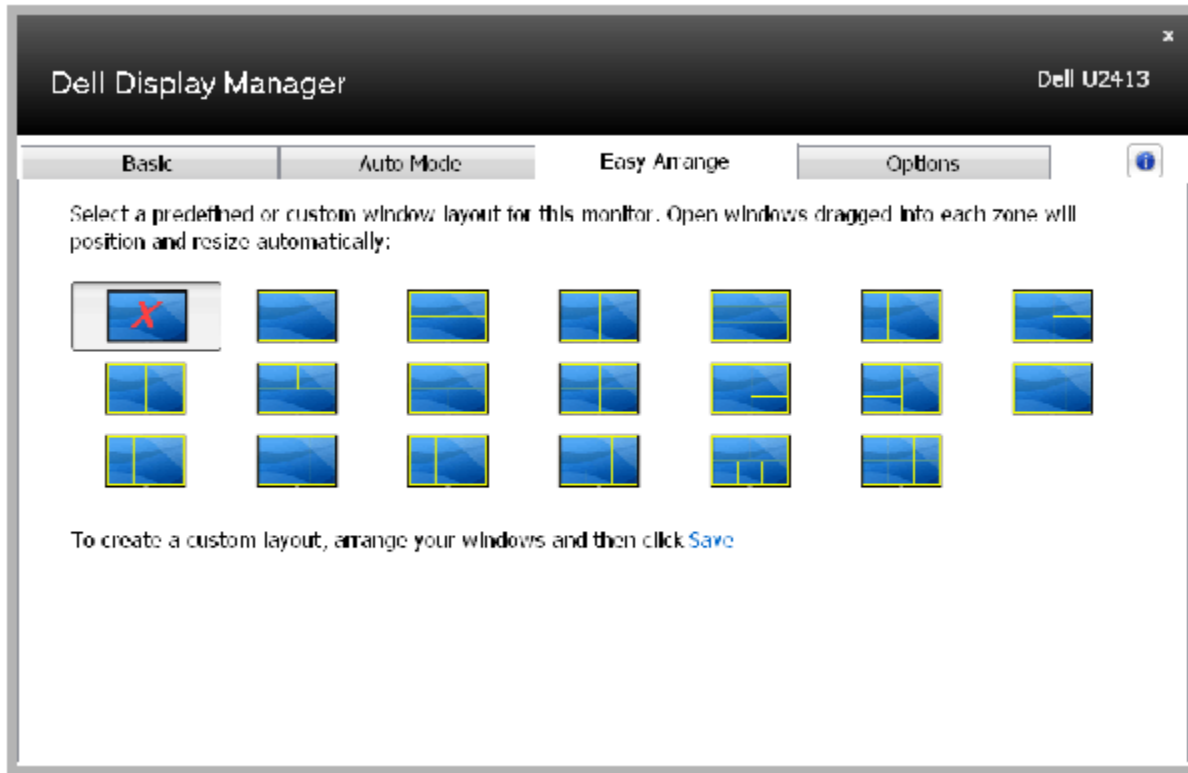 x
Dell Display Manager
Dell U2413
Basic
Auto Mode
Easy Arrange
Options
Select a predefined or custom window layout for this monitor. Open windows dragged into each zone will
position and resize automatically:
To create a custom layout, arrange your windows and then click Save